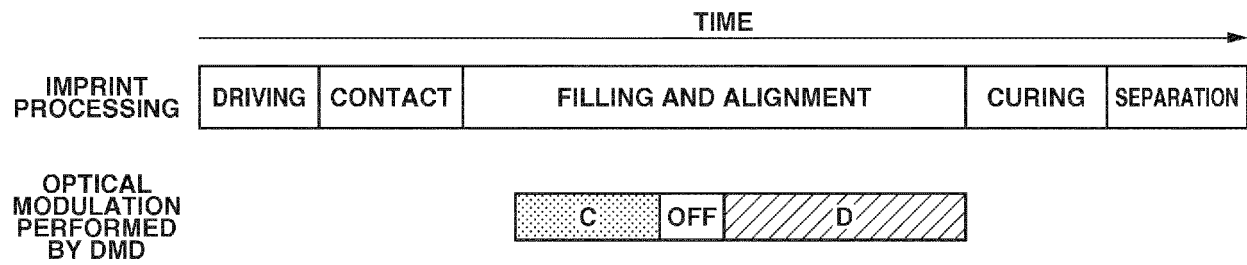 TIME
IMPRINT
PROCESSING
DRIVING
CONTACT
FILLING AND ALIGNMENT
CURING
SEPARATION
OPTICAL
MODULATION
PERFORMED
BY DMD
C
OFF
D